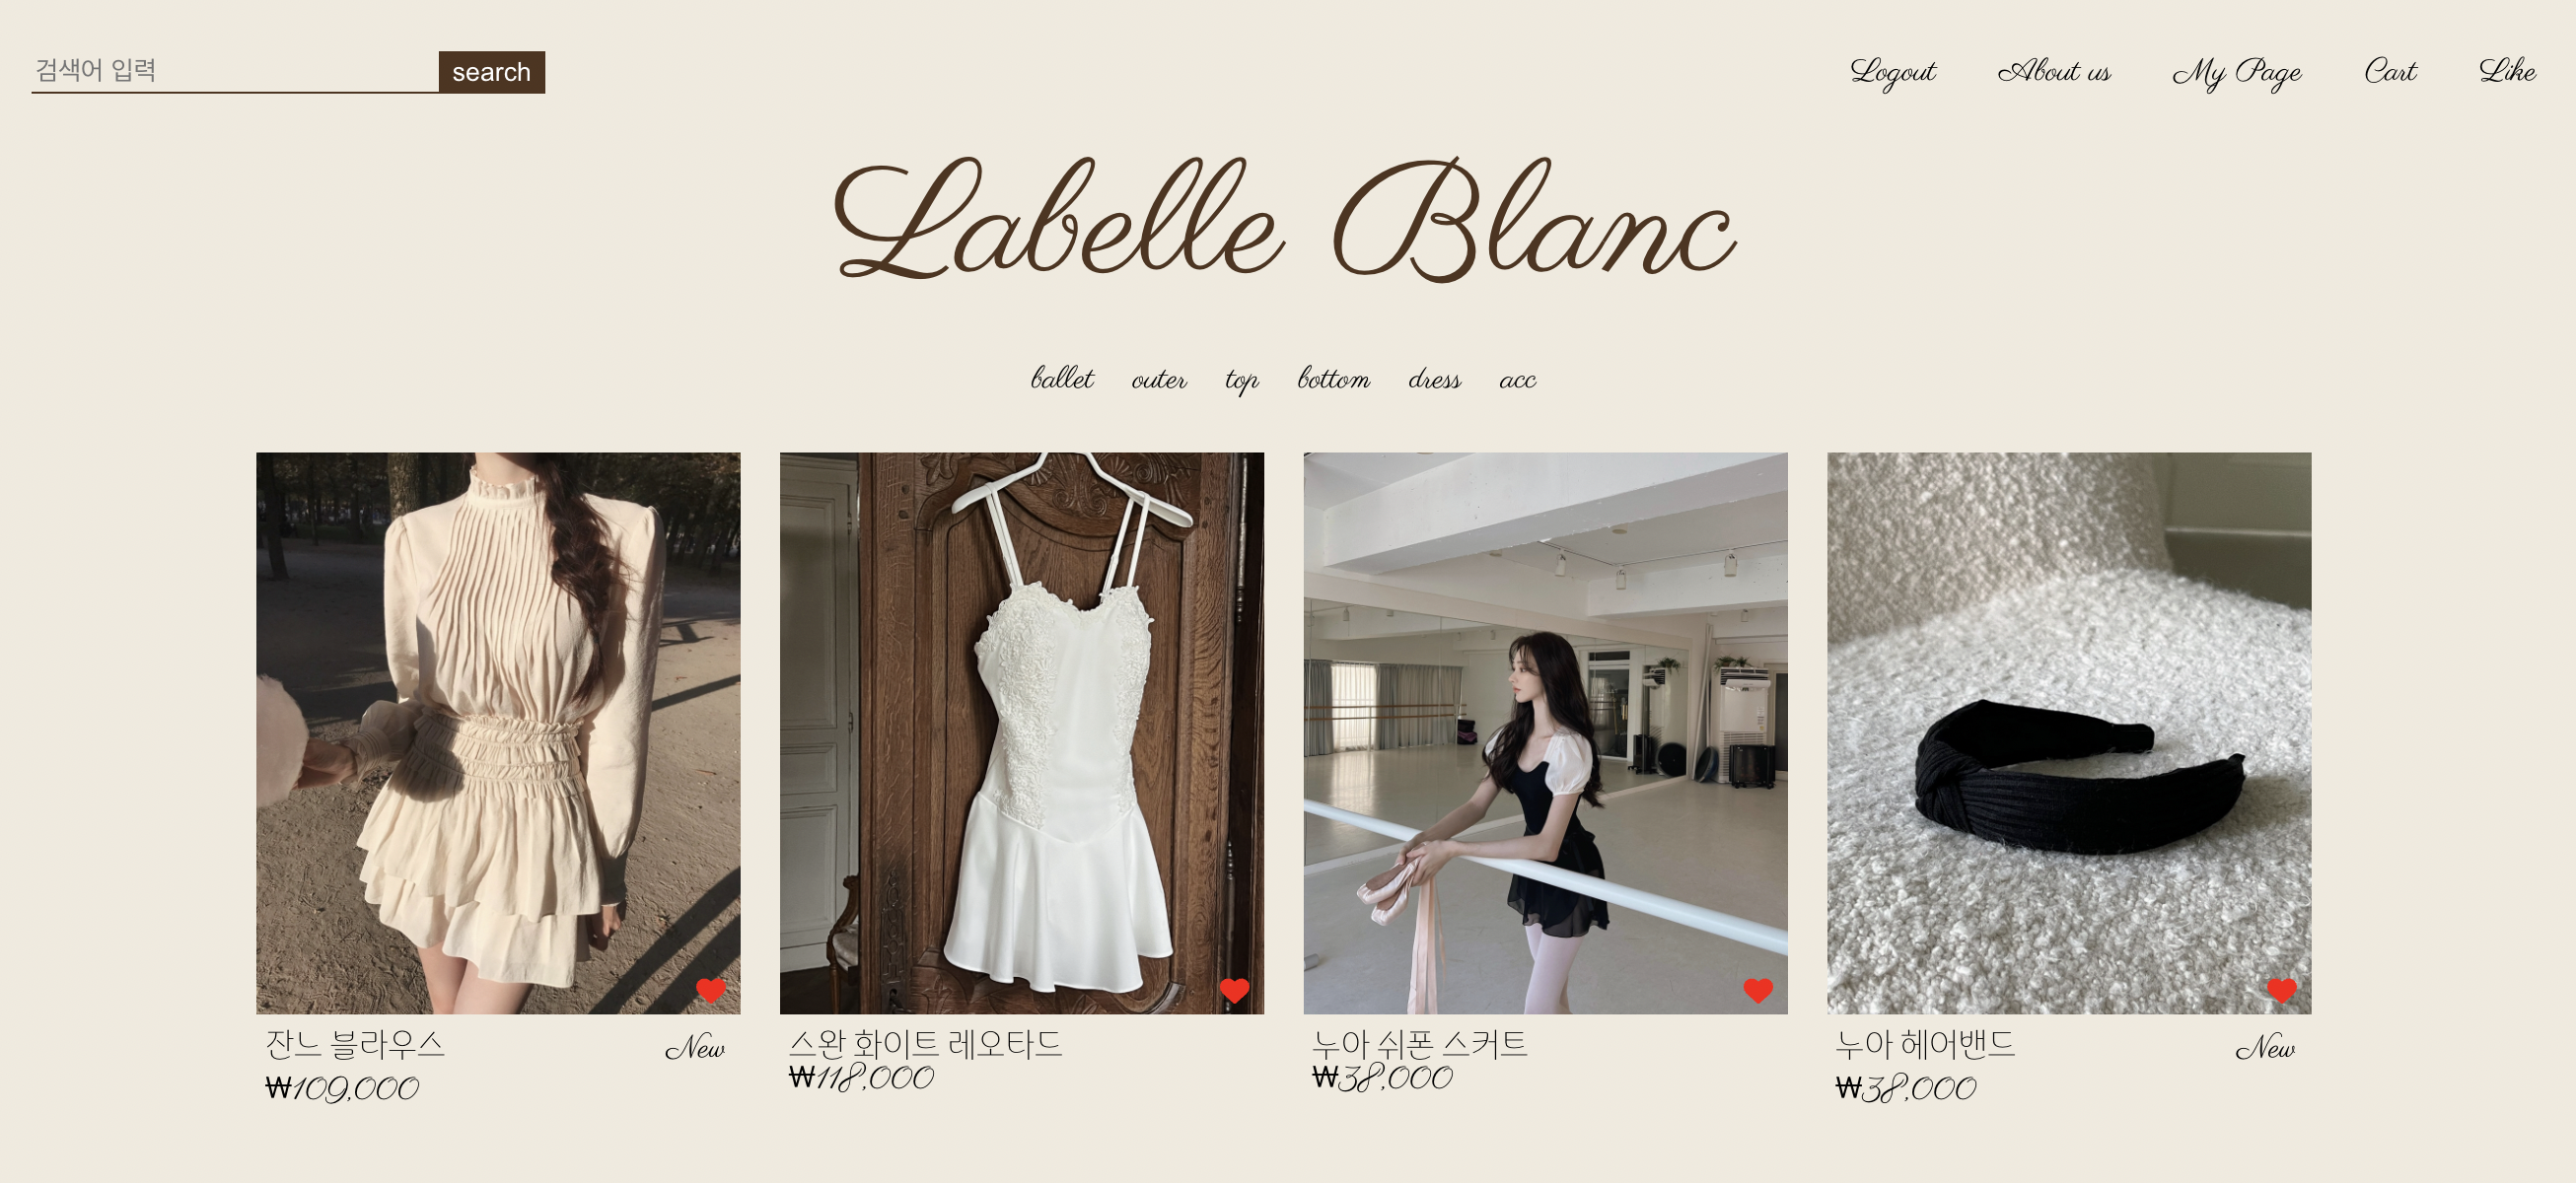 검색어 입력 search Logout About us My Page Cart Like
Labelle Blanc
ballet outer top bottom dress acc
잔느 블라우스 New
₩109,000
스완 화이트 레오타드
₩118,000
누아 쉬폰 스커트
₩38,000
누아 헤어밴드 New
₩38,000